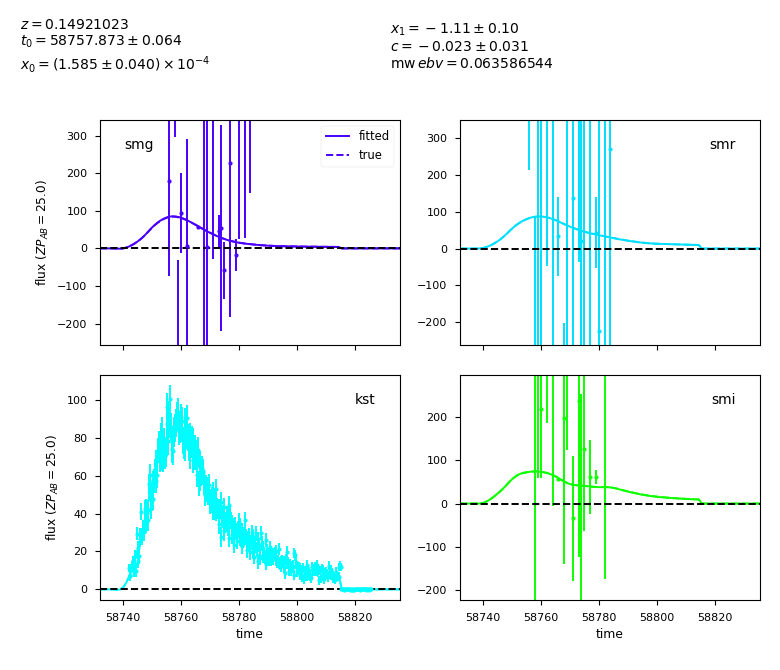 z = 0.14921023
t₀ = 58757.873 ± 0.064
x₀ = (1.585 ± 0.040) × 10⁻⁴
x₁ = −1.11 ± 0.10
c = −0.023 ± 0.031
mw ebv = 0.063586544
smg
fitted
true
300
200
100
0
−100
−200
flux (ZP_AB = 25.0)
smr
300
200
100
0
−100
−200
kst
100
80
60
40
20
0
flux (ZP_AB = 25.0)
58740 58760 58780 58800 58820
time
smi
200
100
0
−100
−200
58740 58760 58780 58800 58820
time